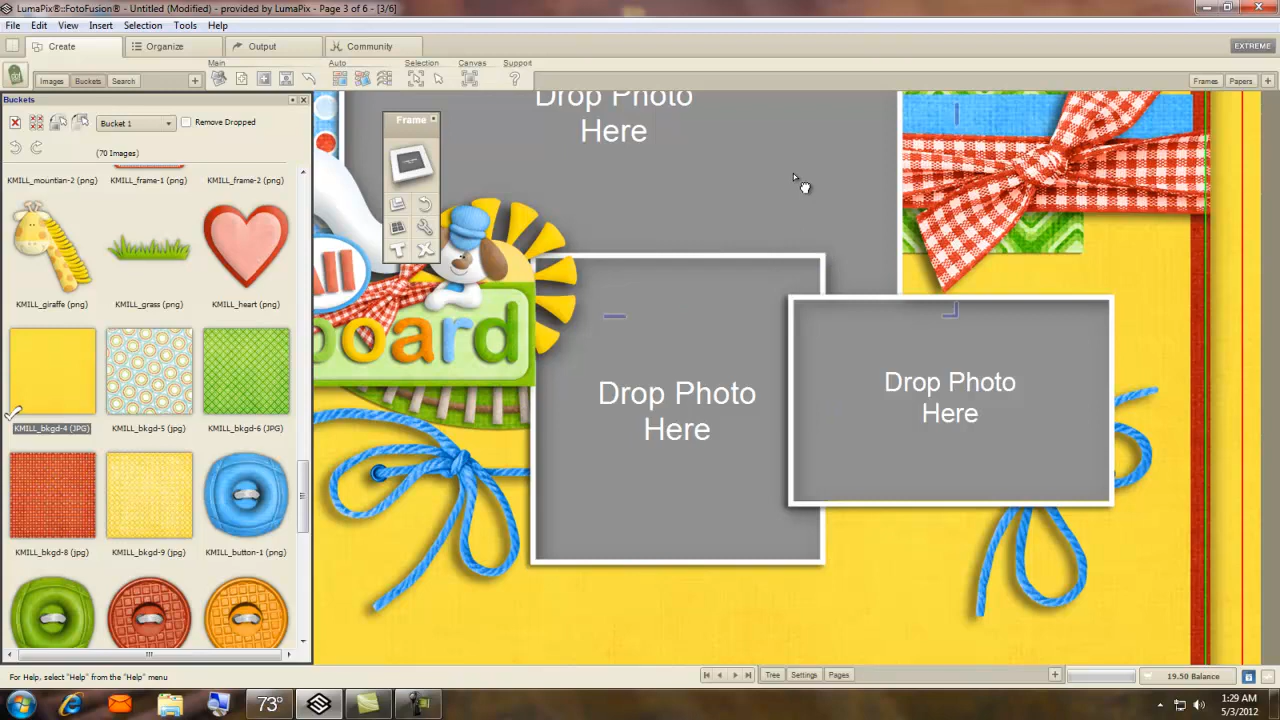 LumaPix®::FotoFusion® - Untitled (Modified) - provided by LumaPix - Page 3 of 6 - [3/6]
File Edit View Insert Selection Tools Help
Create Organize Output Community EXTREME
Main Auto Selection Canvas Support
Images Buckets Search + Frames Papers +
Buckets
Bucket 1 Remove Dropped
(70 Images)
KMILL_mountian-2 (png) KMILL_frame-1 (png) KMILL_frame-2 (png)
KMILL_giraffe (png) KMILL_grass (png) KMILL_heart (png)
KMILL_bkgd-4 (JPG) KMILL_bkgd-5 (jpg) KMILL_bkgd-6 (JPG)
KMILL_bkgd-8 (jpg) KMILL_bkgd-9 (jpg) KMILL_button-1 (png)
Drop Photo
Here
Frame
T
All
board
Drop Photo
Here
Drop Photo
Here
For Help, select "Help" from the "Help" menu
Tree Settings Pages + 19.50 Balance
73°
1:29 AM
5/3/2012